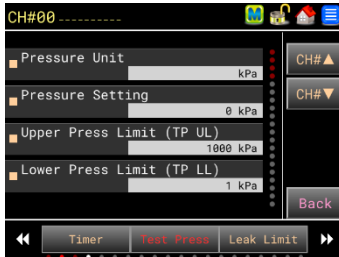 CH#00 ----------
M
Pressure Unit
kPa
CH#▲
Pressure Setting
0 kPa
CH#▼
Upper Press Limit (TP UL)
1000 kPa
Lower Press Limit (TP LL)
1 kPa
Back
Timer Test Press Leak Limit